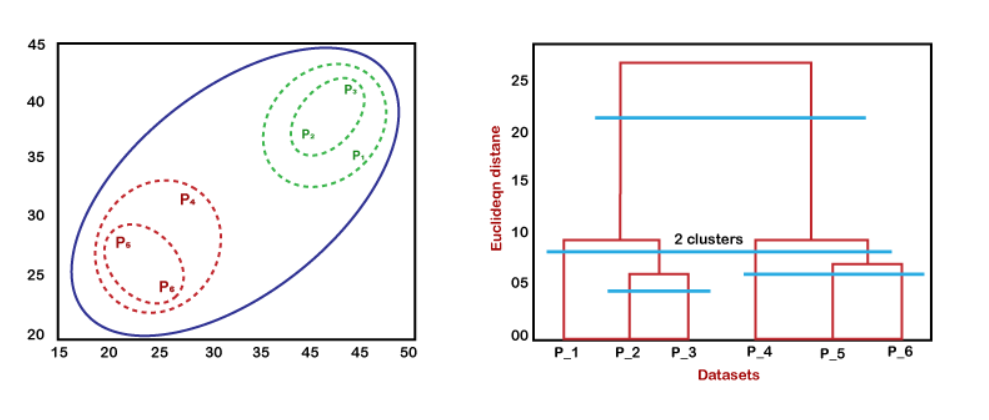 45
40
35
30
25
20
15 20 25 30 35 45 45 50
P₃
P₂
P₁
P₄
P₅
P₆
Euclideqn distane
25
20
15
10
05
00
2 clusters
P_1 P_2 P_3 P_4 P_5 P_6
Datasets